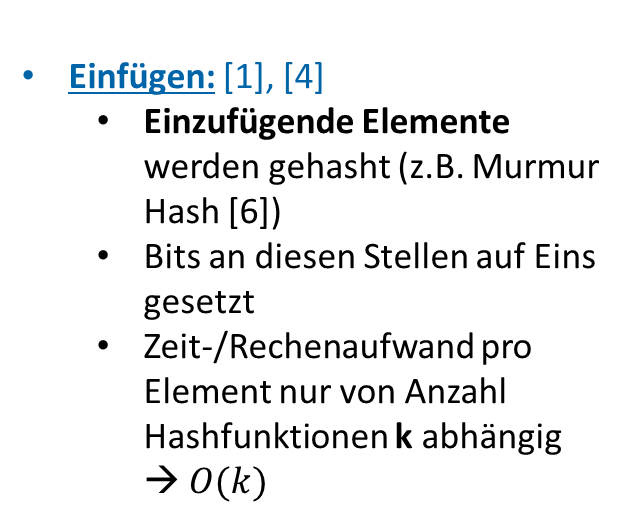 • Einfügen: [1], [4]
• Einzufügende Elemente
werden gehasht (z.B. Murmur
Hash [6])
• Bits an diesen Stellen auf Eins
gesetzt
• Zeit-/Rechenaufwand pro
Element nur von Anzahl
Hashfunktionen k abhängig
→ O(k)